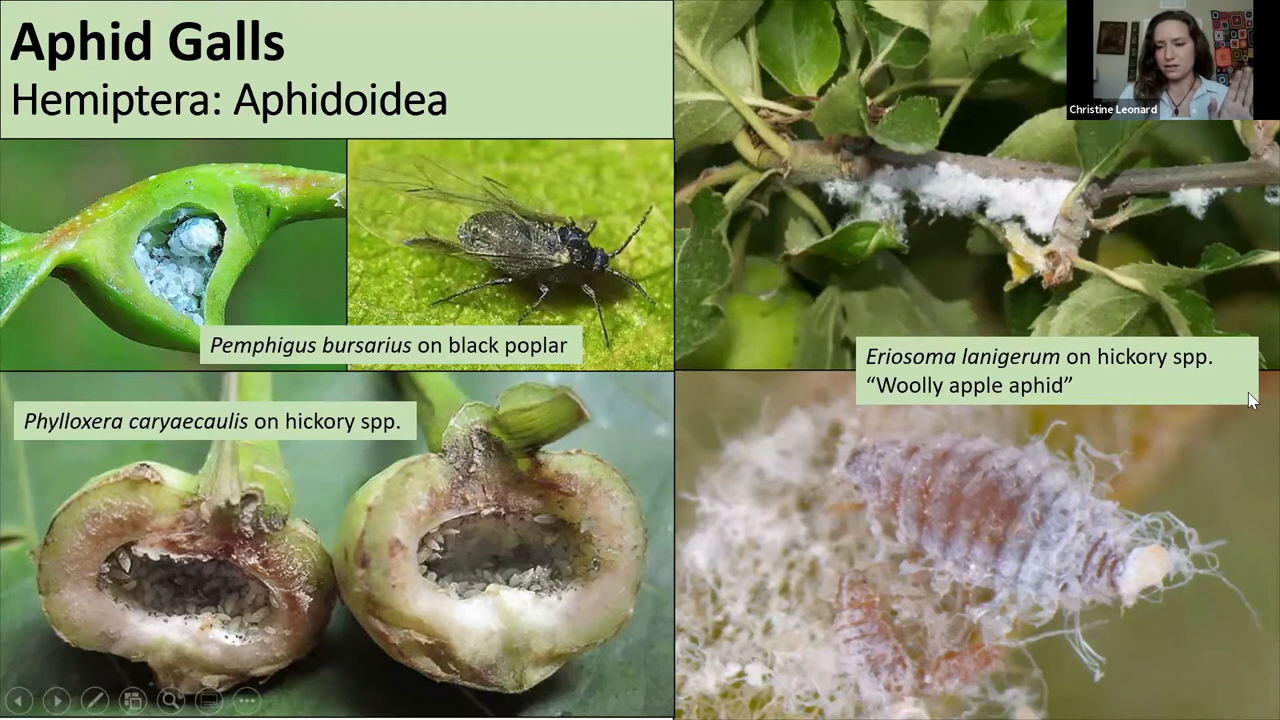 Aphid Galls
Hemiptera: Aphidoidea
Christine Leonard
Pemphigus bursarius on black poplar
Eriosoma lanigerum on hickory spp.
“Woolly apple aphid”
Phylloxera caryaecaulis on hickory spp.